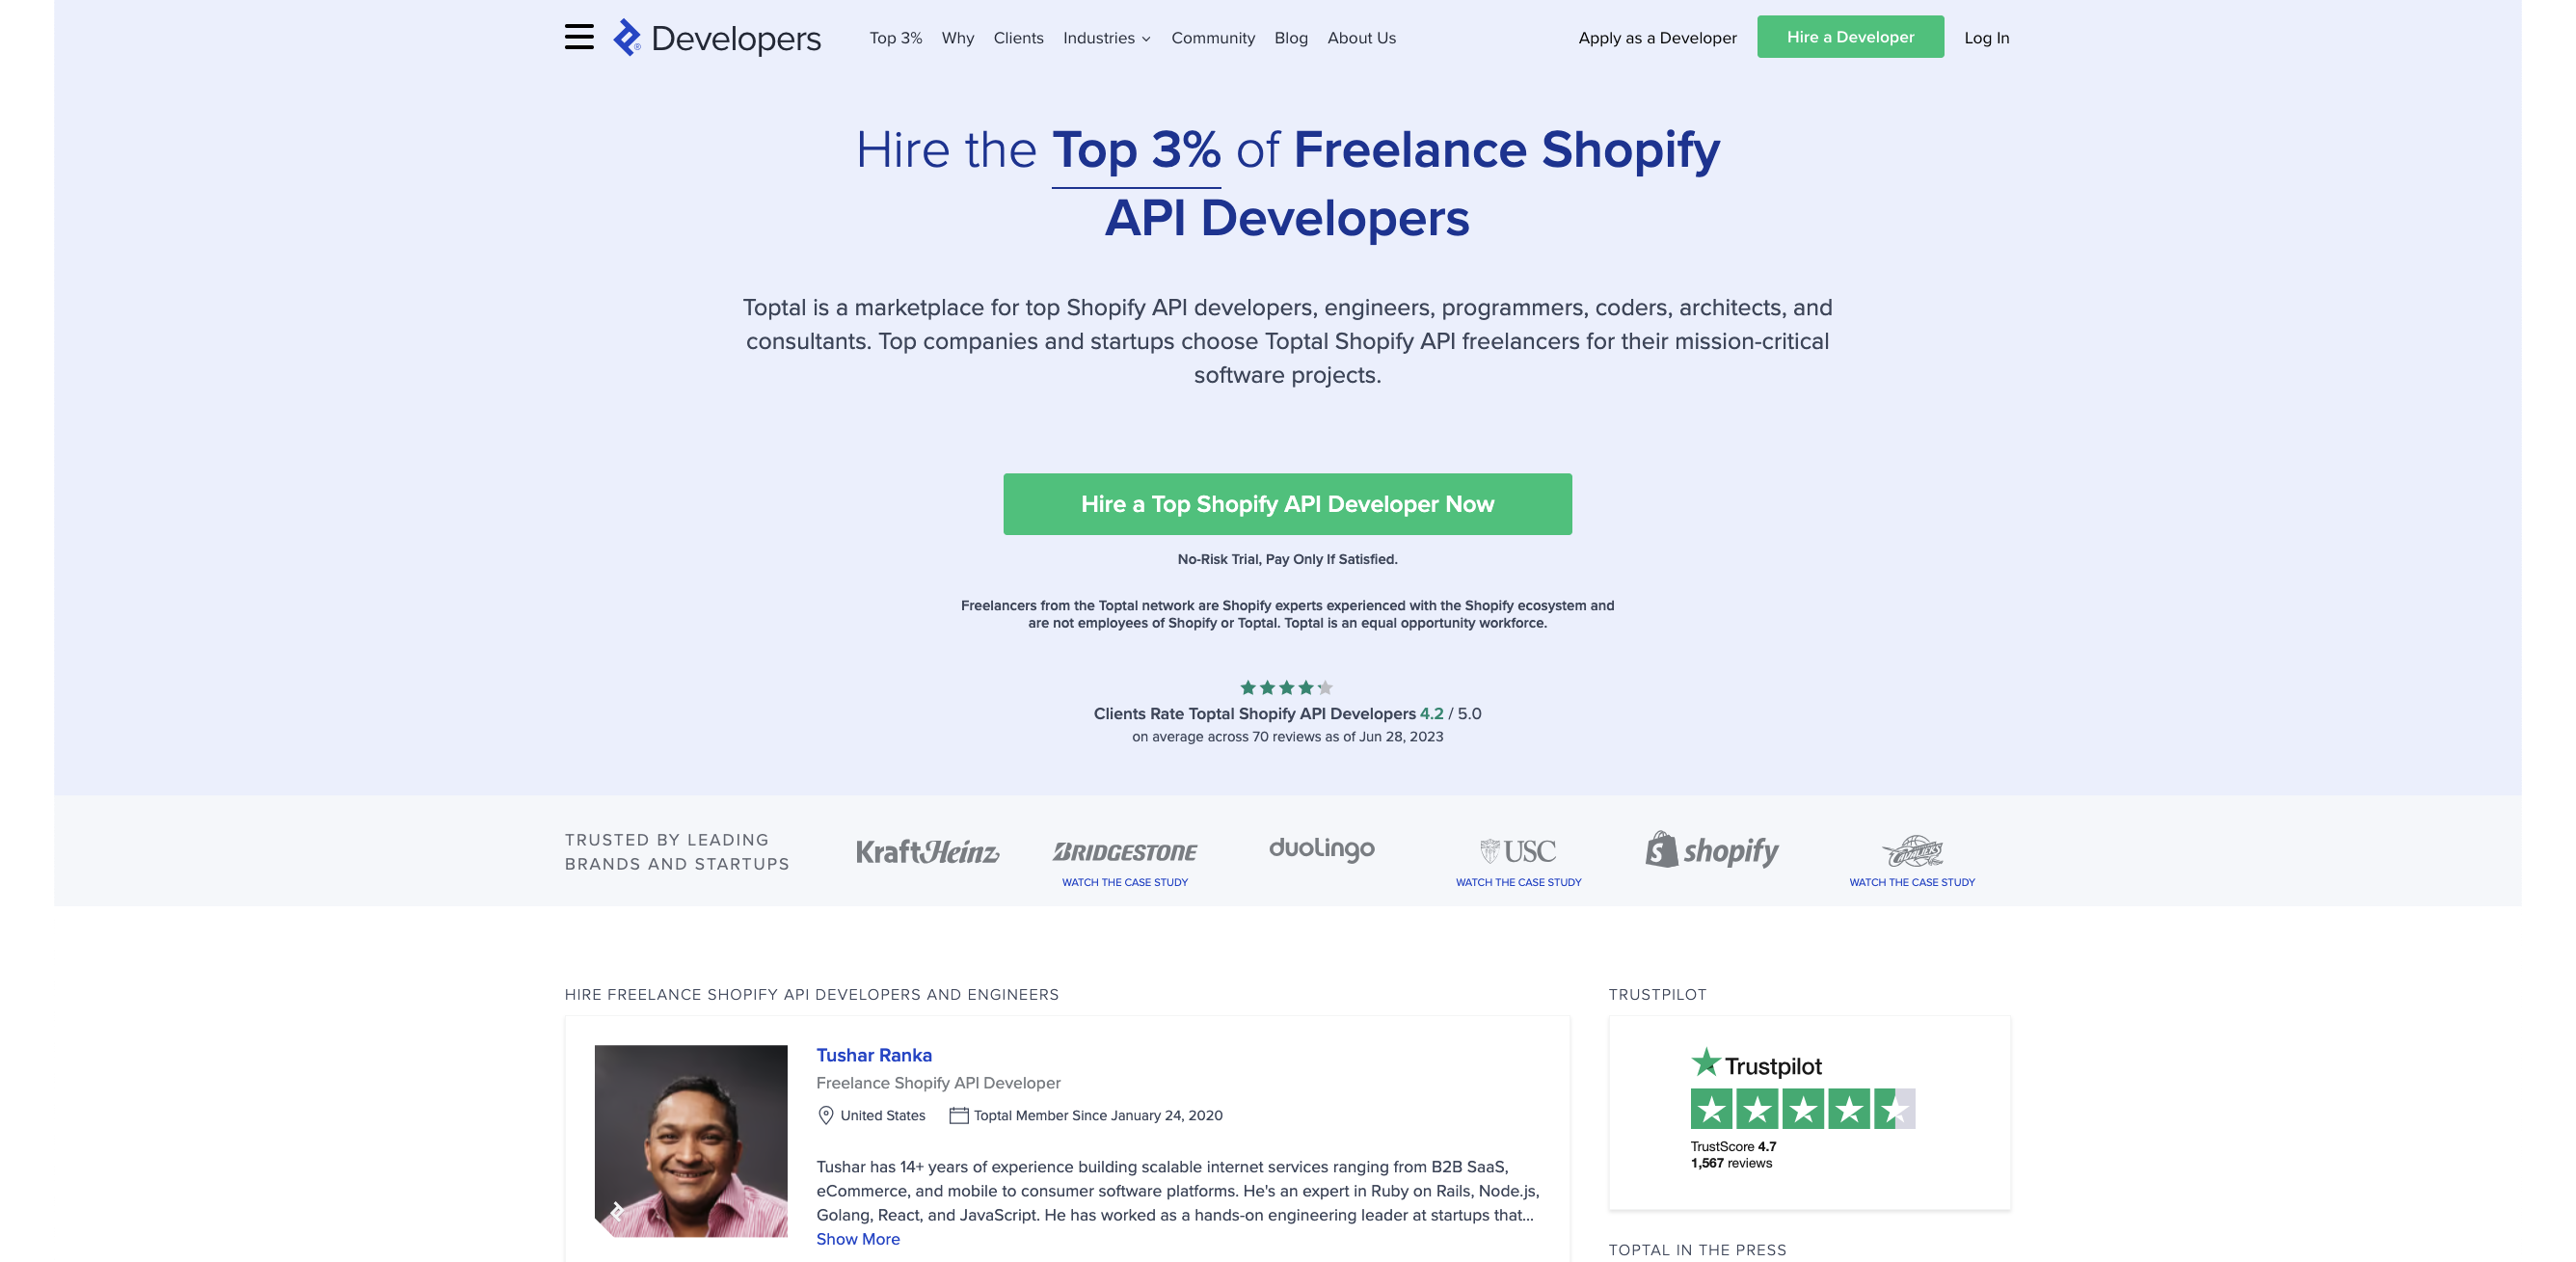 Developers
Top 3% Why Clients Industries Community Blog About Us
Apply as a Developer Hire a Developer Log In
Hire the Top 3% of Freelance Shopify
API Developers
Toptal is a marketplace for top Shopify API developers, engineers, programmers, coders, architects, and
consultants. Top companies and startups choose Toptal Shopify API freelancers for their mission-critical
software projects.
Hire a Top Shopify API Developer Now
No-Risk Trial, Pay Only If Satisfied.
Freelancers from the Toptal network are Shopify experts experienced with the Shopify ecosystem and
are not employees of Shopify or Toptal. Toptal is an equal opportunity workforce.
Clients Rate Toptal Shopify API Developers 4.2 / 5.0
on average across 70 reviews as of Jun 28, 2023
TRUSTED BY LEADING
BRANDS AND STARTUPS
KraftHeinz
BRIDGESTONE
WATCH THE CASE STUDY
duolingo
USC
WATCH THE CASE STUDY
shopify
CAVALIERS
WATCH THE CASE STUDY
HIRE FREELANCE SHOPIFY API DEVELOPERS AND ENGINEERS
Tushar Ranka
Freelance Shopify API Developer
United States Toptal Member Since January 24, 2020
Tushar has 14+ years of experience building scalable internet services ranging from B2B SaaS,
eCommerce, and mobile to consumer software platforms. He's an expert in Ruby on Rails, Node.js,
Golang, React, and JavaScript. He has worked as a hands-on engineering leader at startups that...
Show More
TRUSTPILOT
Trustpilot
TrustScore 4.7
1,567 reviews
TOPTAL IN THE PRESS